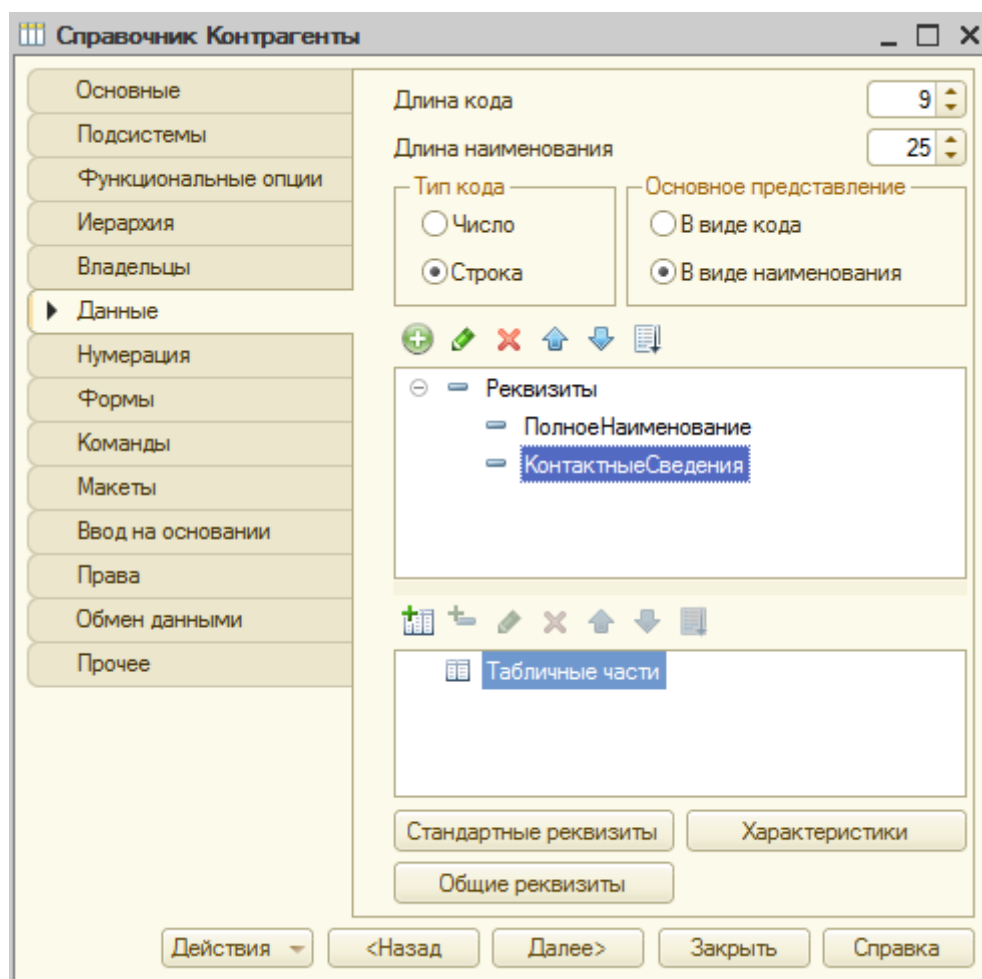 Справочник Контрагенты
Основные
Подсистемы
Функциональные опции
Иерархия
Владельцы
Данные
Нумерация
Формы
Команды
Макеты
Ввод на основании
Права
Обмен данными
Прочее
Длина кода 9
Длина наименования 25
Тип кода
Число
Строка
Основное представление
В виде кода
В виде наименования
Реквизиты
ПолноеНаименование
КонтактныеСведения
Табличные части
Стандартные реквизиты Характеристики
Общие реквизиты
Действия <Назад Далее> Закрыть Справка